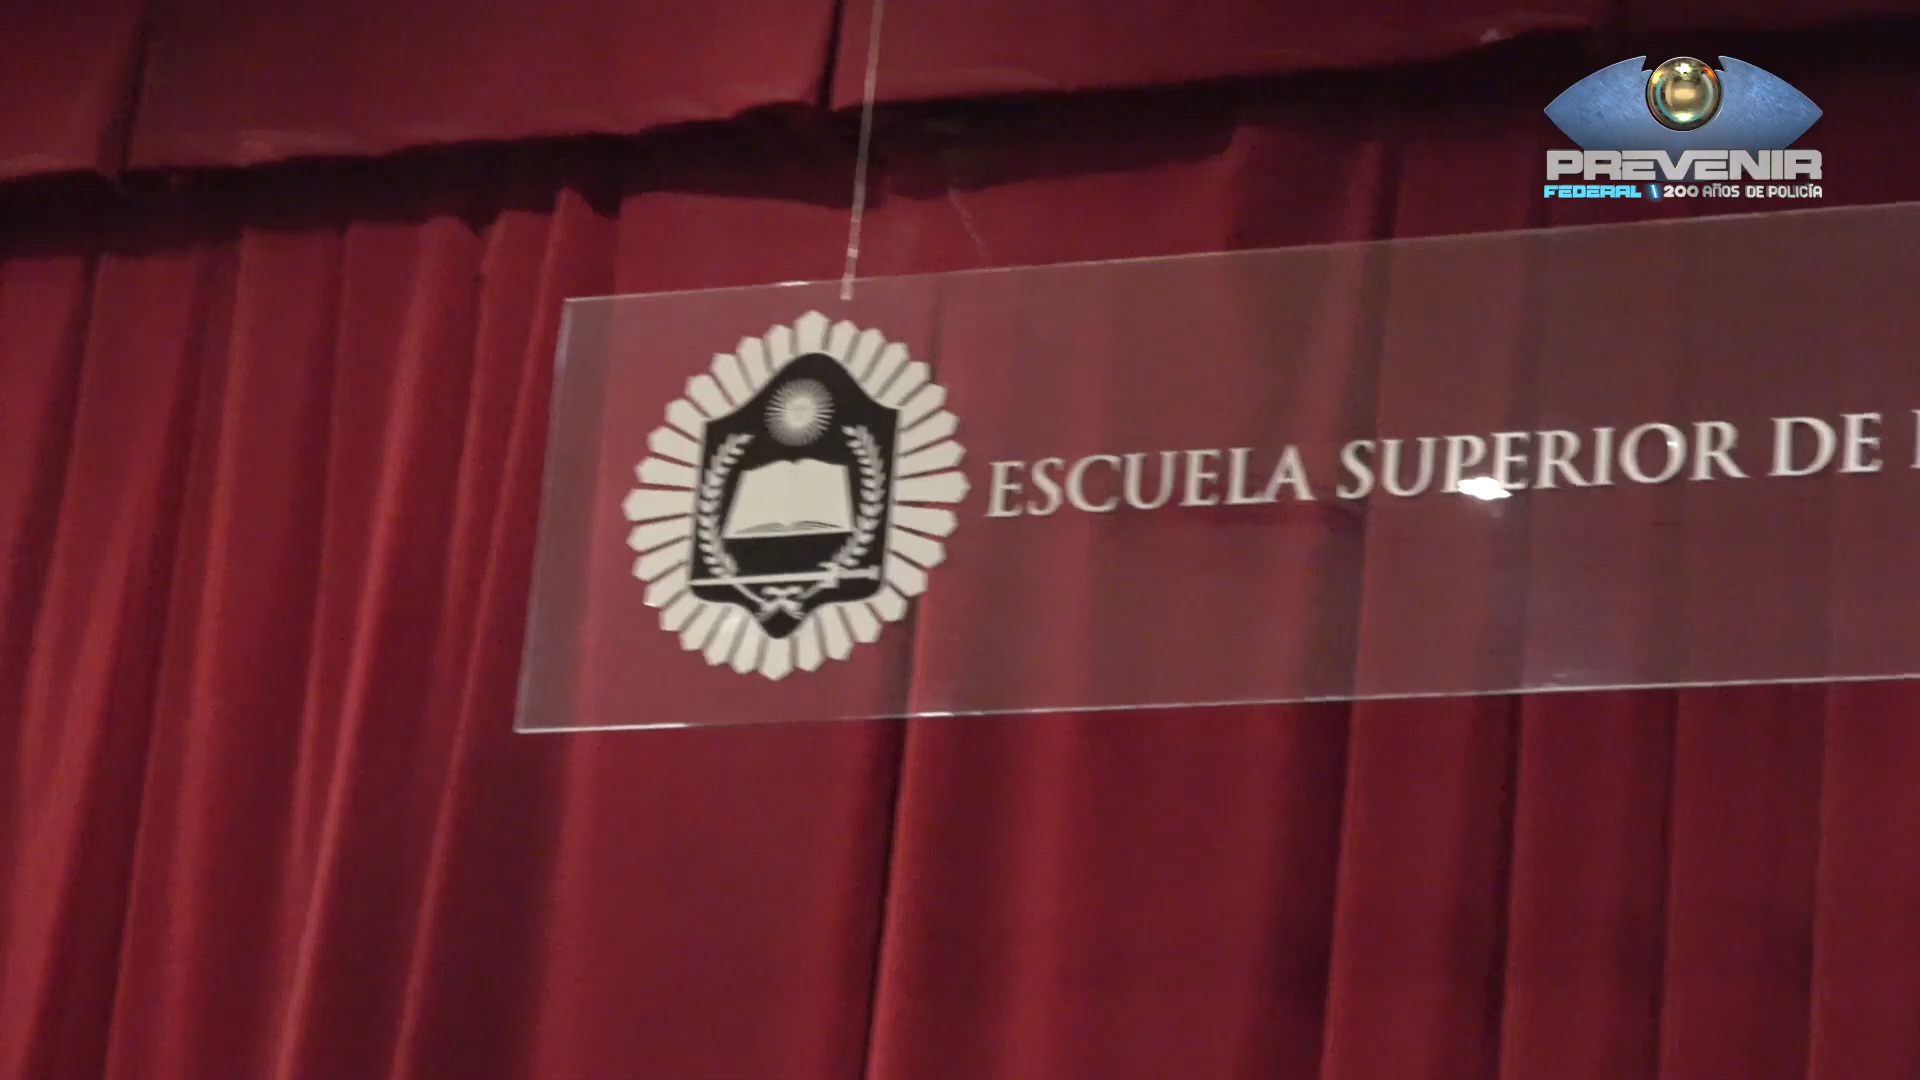 PREVENIR
FEDERAL 200 AÑOS DE POLICÍA
ESCUELA SUPERIOR DE